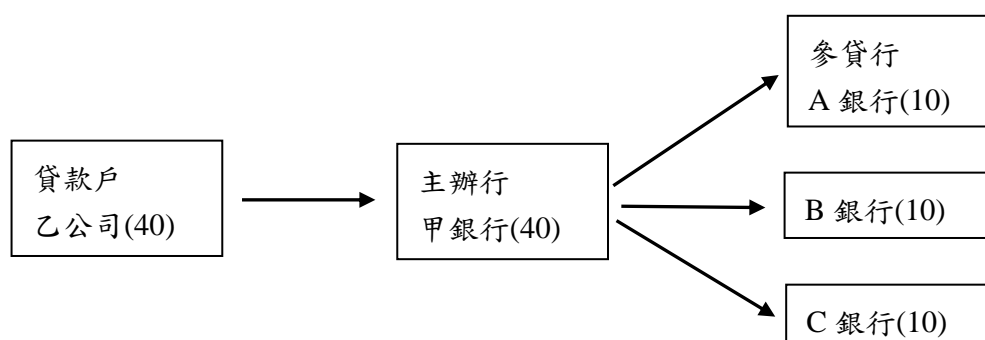 貸款戶
乙公司(40)
主辦行
甲銀行(40)
參貸行
A 銀行(10)
B 銀行(10)
C 銀行(10)